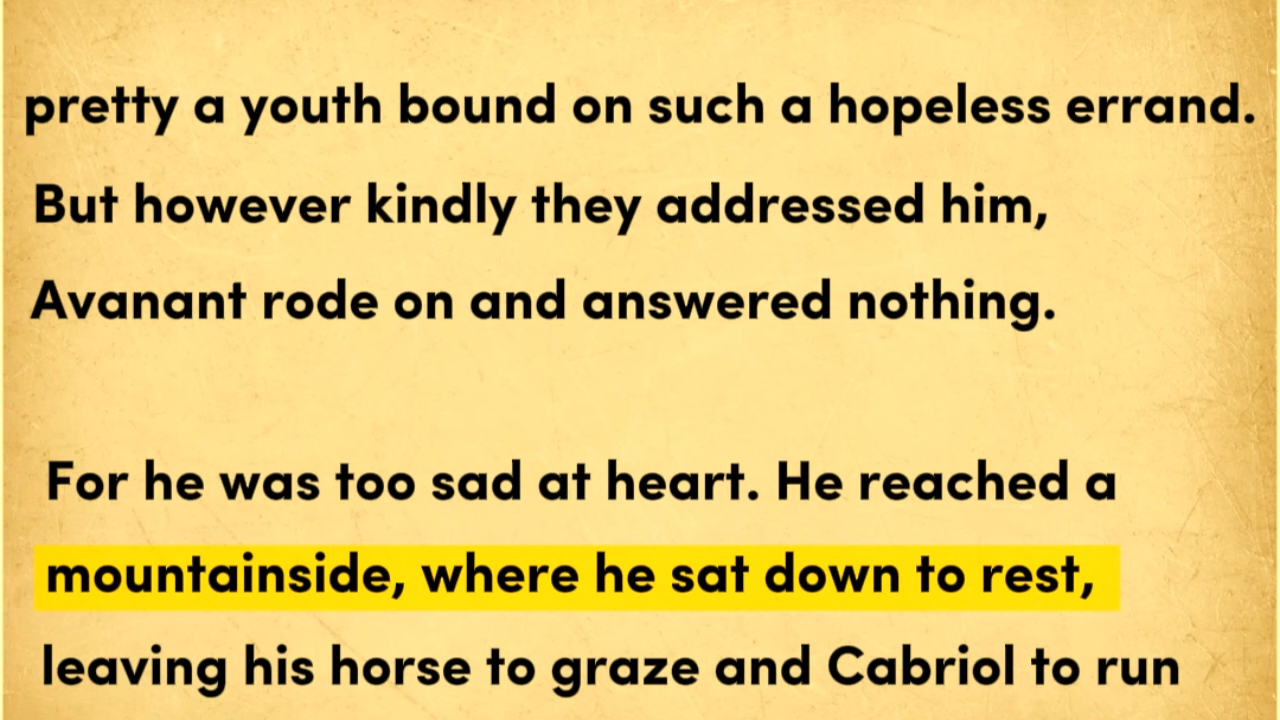 pretty a youth bound on such a hopeless errand.
But however kindly they addressed him,
Avanant rode on and answered nothing.
For he was too sad at heart. He reached a
mountainside, where he sat down to rest,
leaving his horse to graze and Cabriol to run